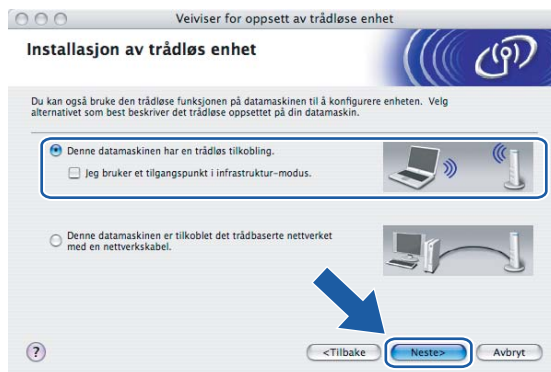 Veiviser for oppsett av trådløse enhet
Installasjon av trådløs enhet
Du kan også bruke den trådløse funksjonen på datamaskinen til å konfigurere enheten. Velg
alternativet som best beskriver det trådløse oppsettet på din datamaskin.
Denne datamaskinen har en trådløs tilkobling.
Jeg bruker et tilgangspunkt i infrastruktur-modus.
Denne datamaskinen er tilkoblet det trådbaserte nettverket
med en nettverkskabel.
?
<Tilbake
Neste>
Avbryt